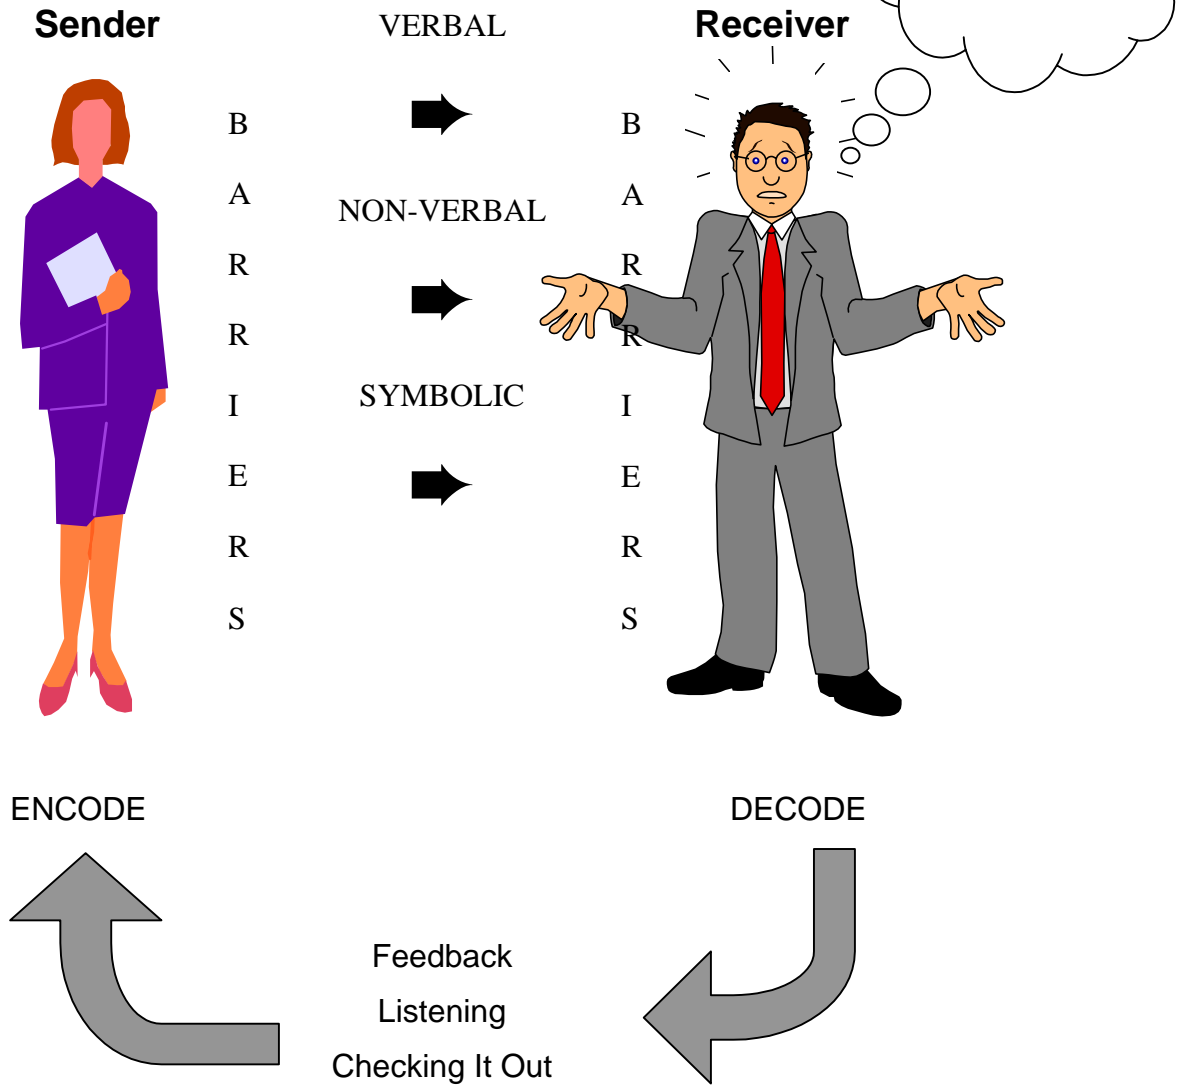 Sender
VERBAL
Receiver
B
A
R
R
I
E
R
S
NON-VERBAL
SYMBOLIC
B
A
R
R
I
E
R
S
ENCODE
DECODE
Feedback
Listening
Checking It Out